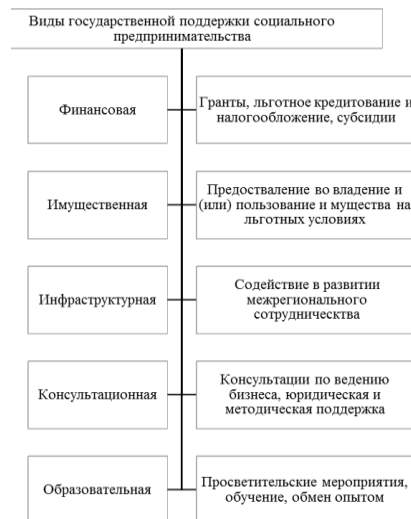 Виды государственной поддержки социального
предпринимательства
Финансовая
Гранты, льготное кредитование и
налогообложение, субсидии
Имущественная
Предостваление во владение и
(или) пользование и мущества на
льготных условиях
Инфраструктурная
Содействие в развитии
межрегионального
сотрудничества
Консультационная
Консультации по ведению
бизнеса, юридическая и
методическая поддержка
Образовательная
Просветительские мероприятия,
обучение, обмен опытом